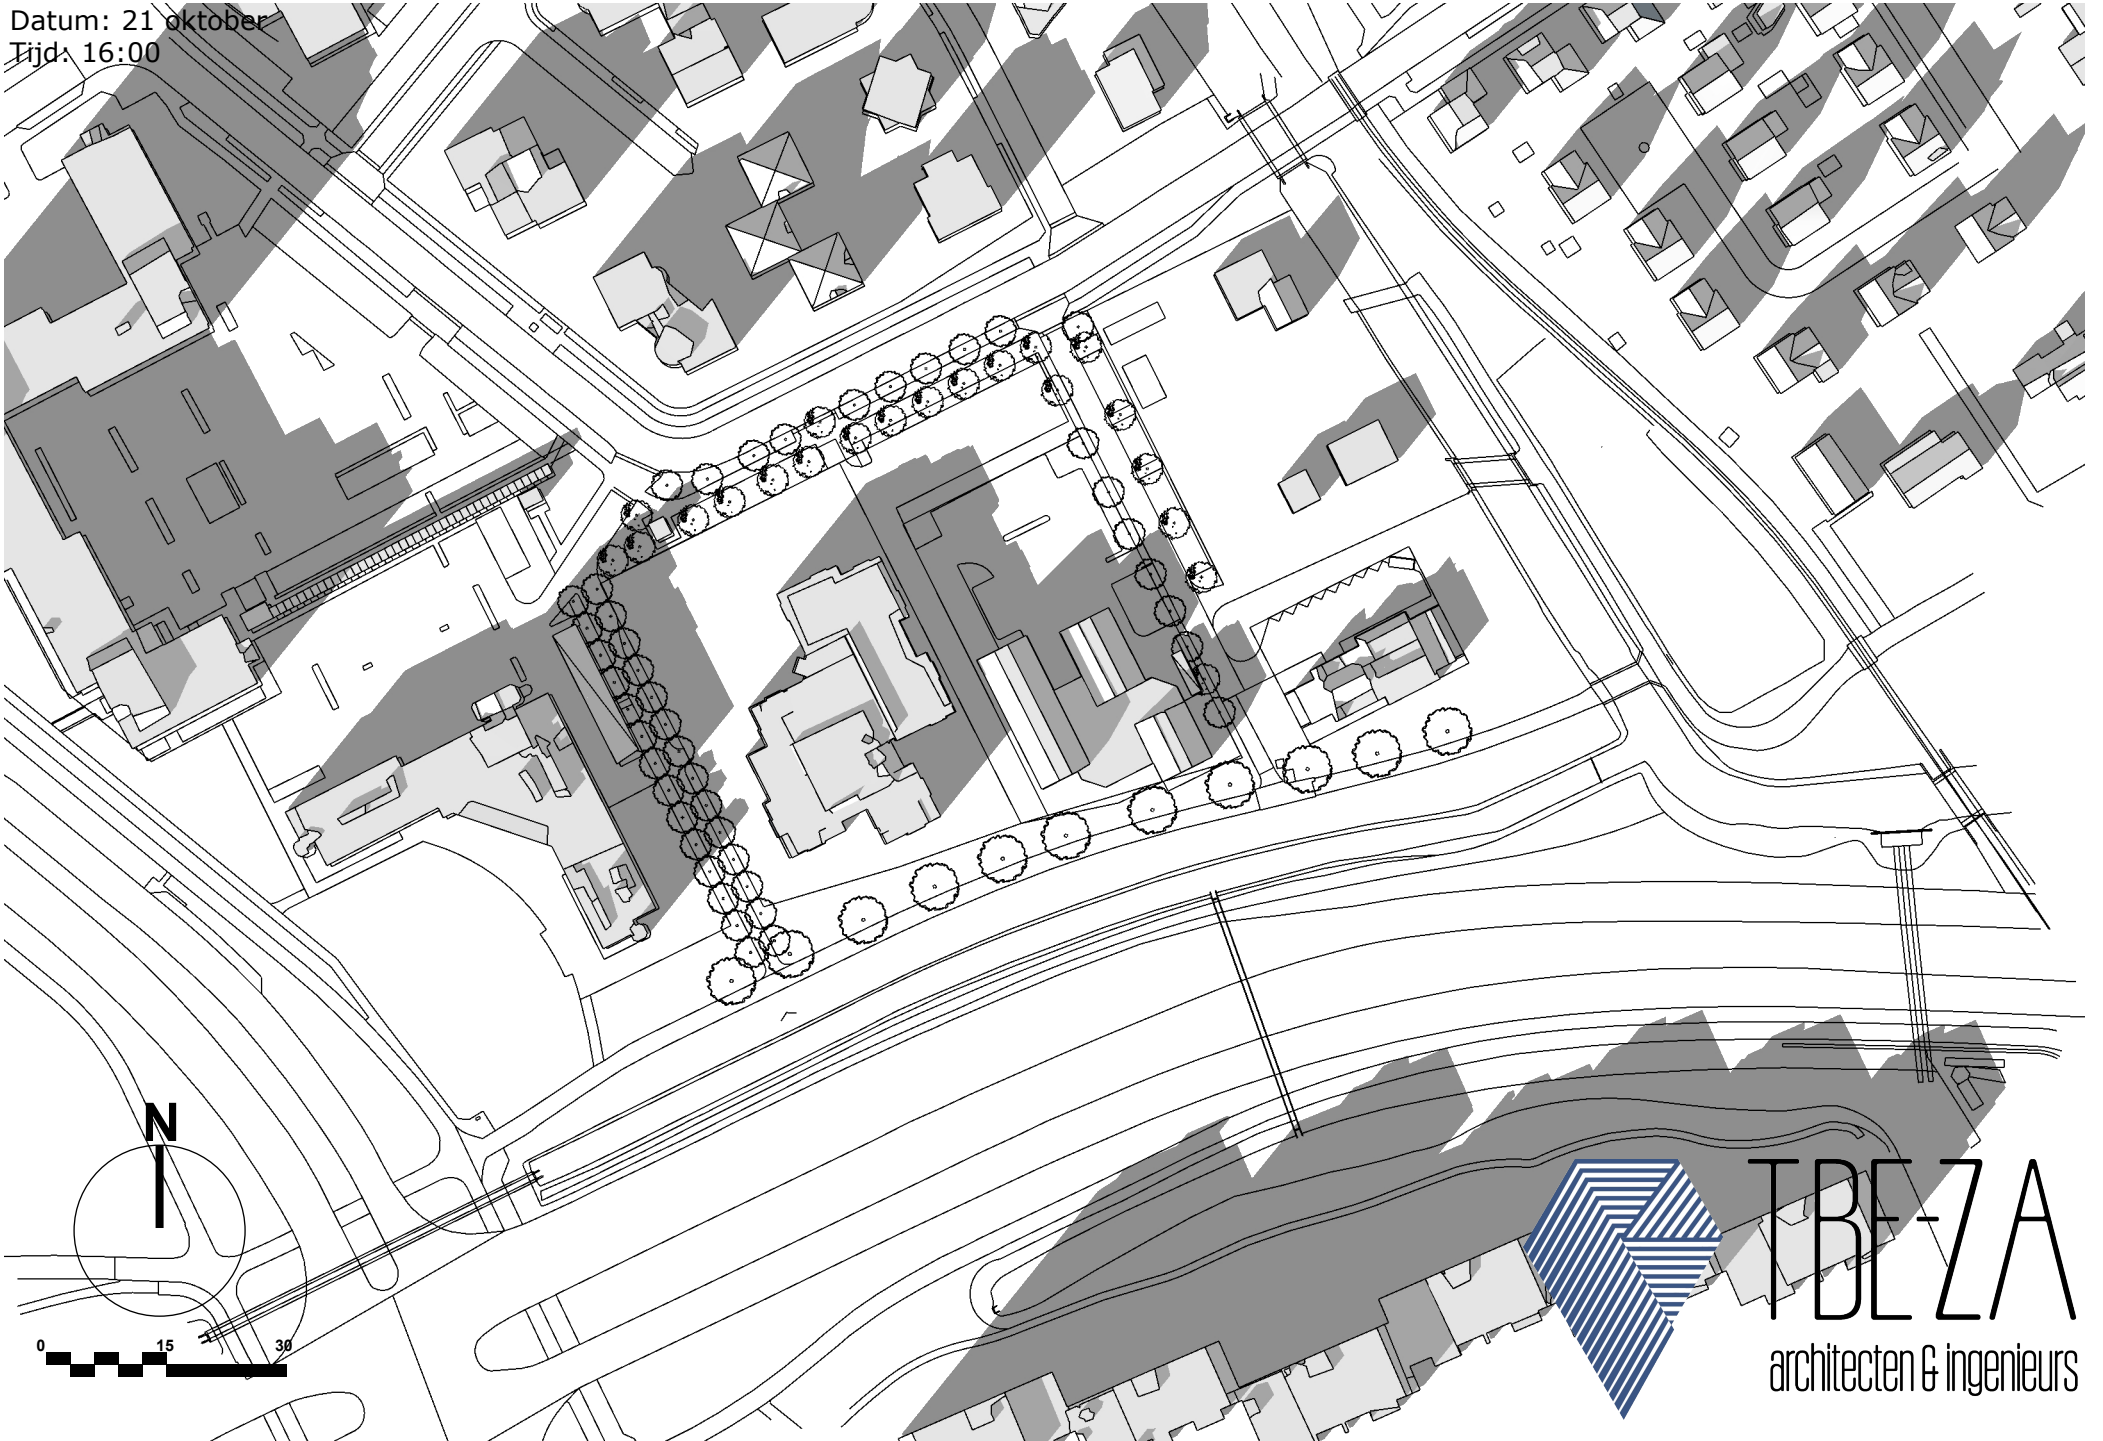 Datum: 21 oktober
Tijd: 16:00
N
0 15 30
TBE-ZA
architecten & ingenieurs